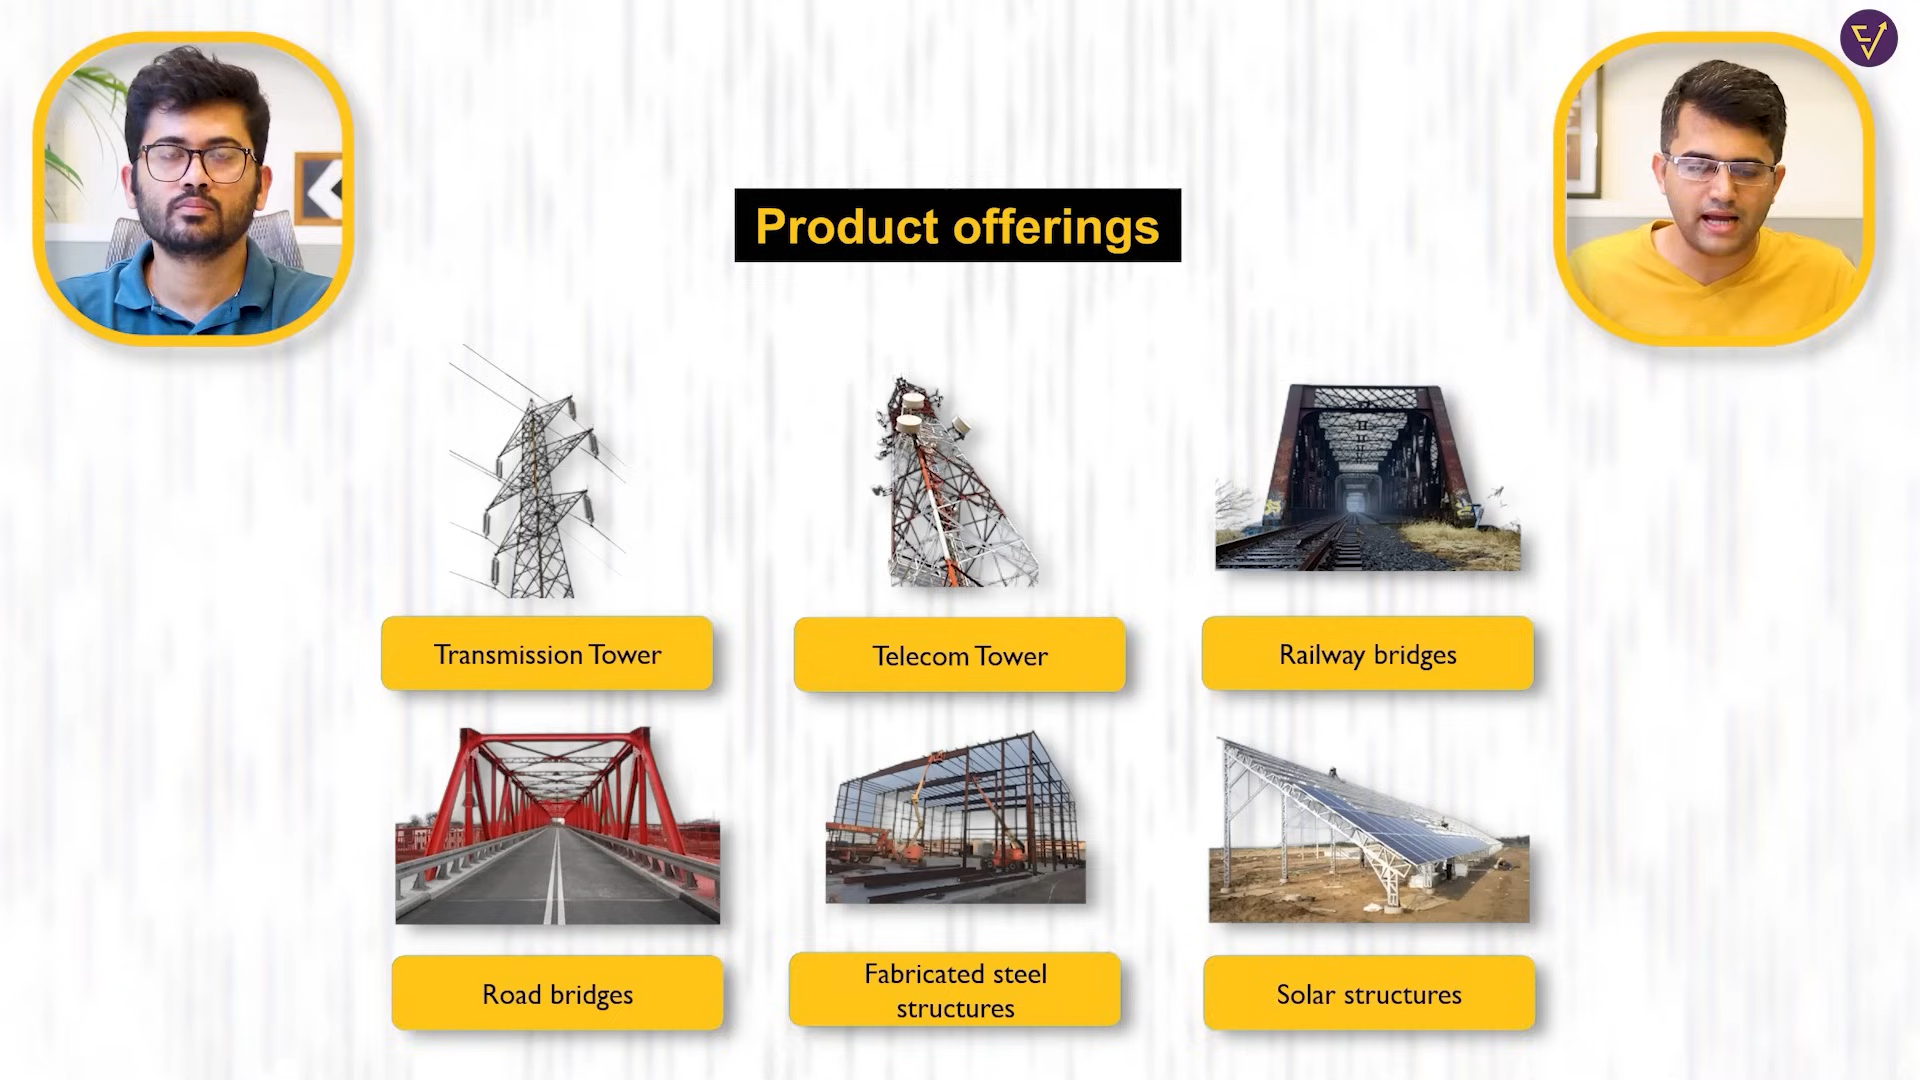 Product offerings
Transmission Tower
Telecom Tower
Railway bridges
Road bridges
Fabricated steel
structures
Solar structures